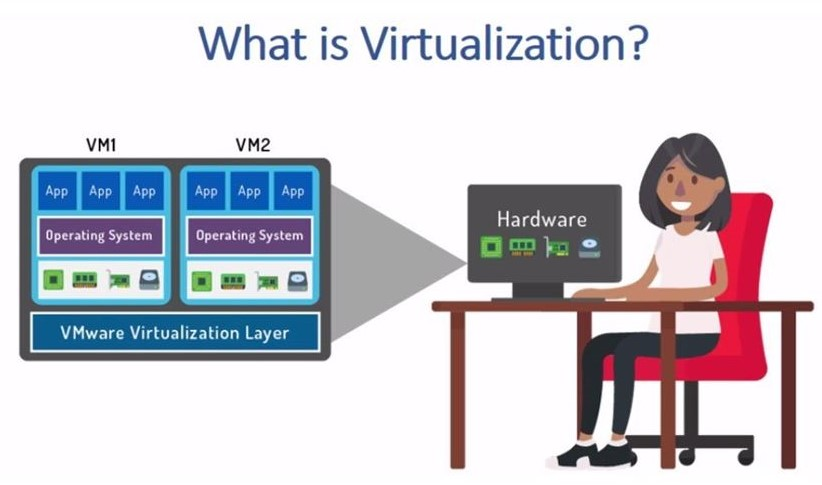 What is Virtualization?
VM1
VM2
App App App
App App App
Operating System
Operating System
VMware Virtualization Layer
Hardware